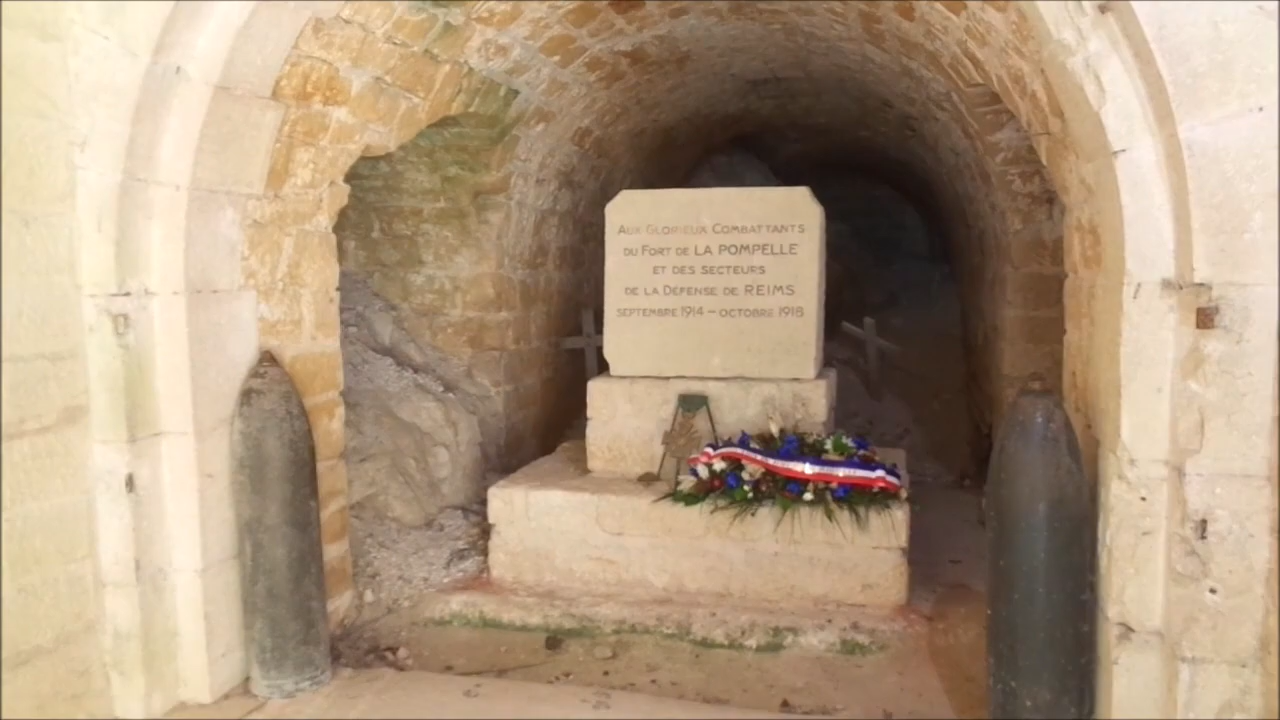 AUX GLORIEUX COMBATTANTS
DU FORT DE LA POMPELLE
ET DES SECTEURS
DE LA DEFENSE DE REIMS
SEPTEMBRE 1914 - OCTOBRE 1918